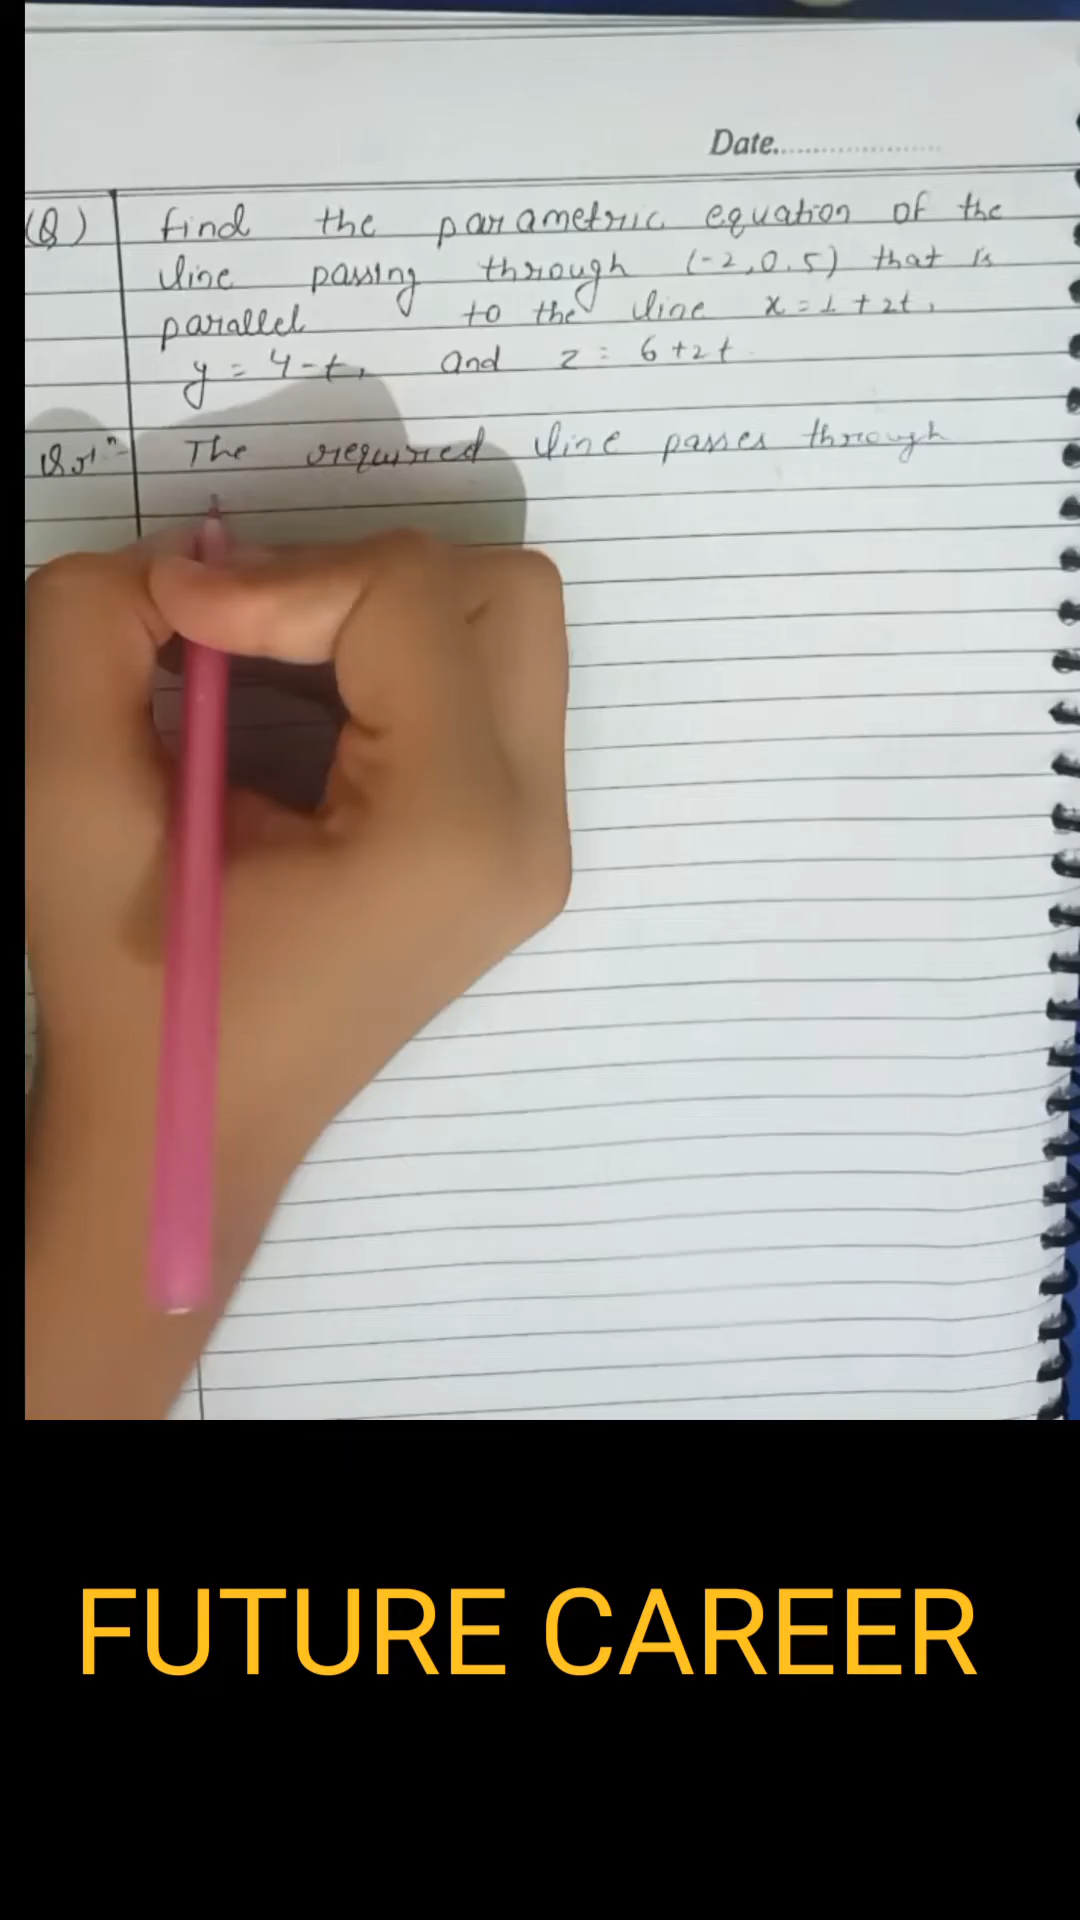 Date.....................
(Q) find the parametric equation of the
line passing through (-2,0.5) that is
parallel to the line x = 1 + 2t,
y = 4-t, and z = 6+2t.
Solⁿ- The required line passes through
FUTURE CAREER